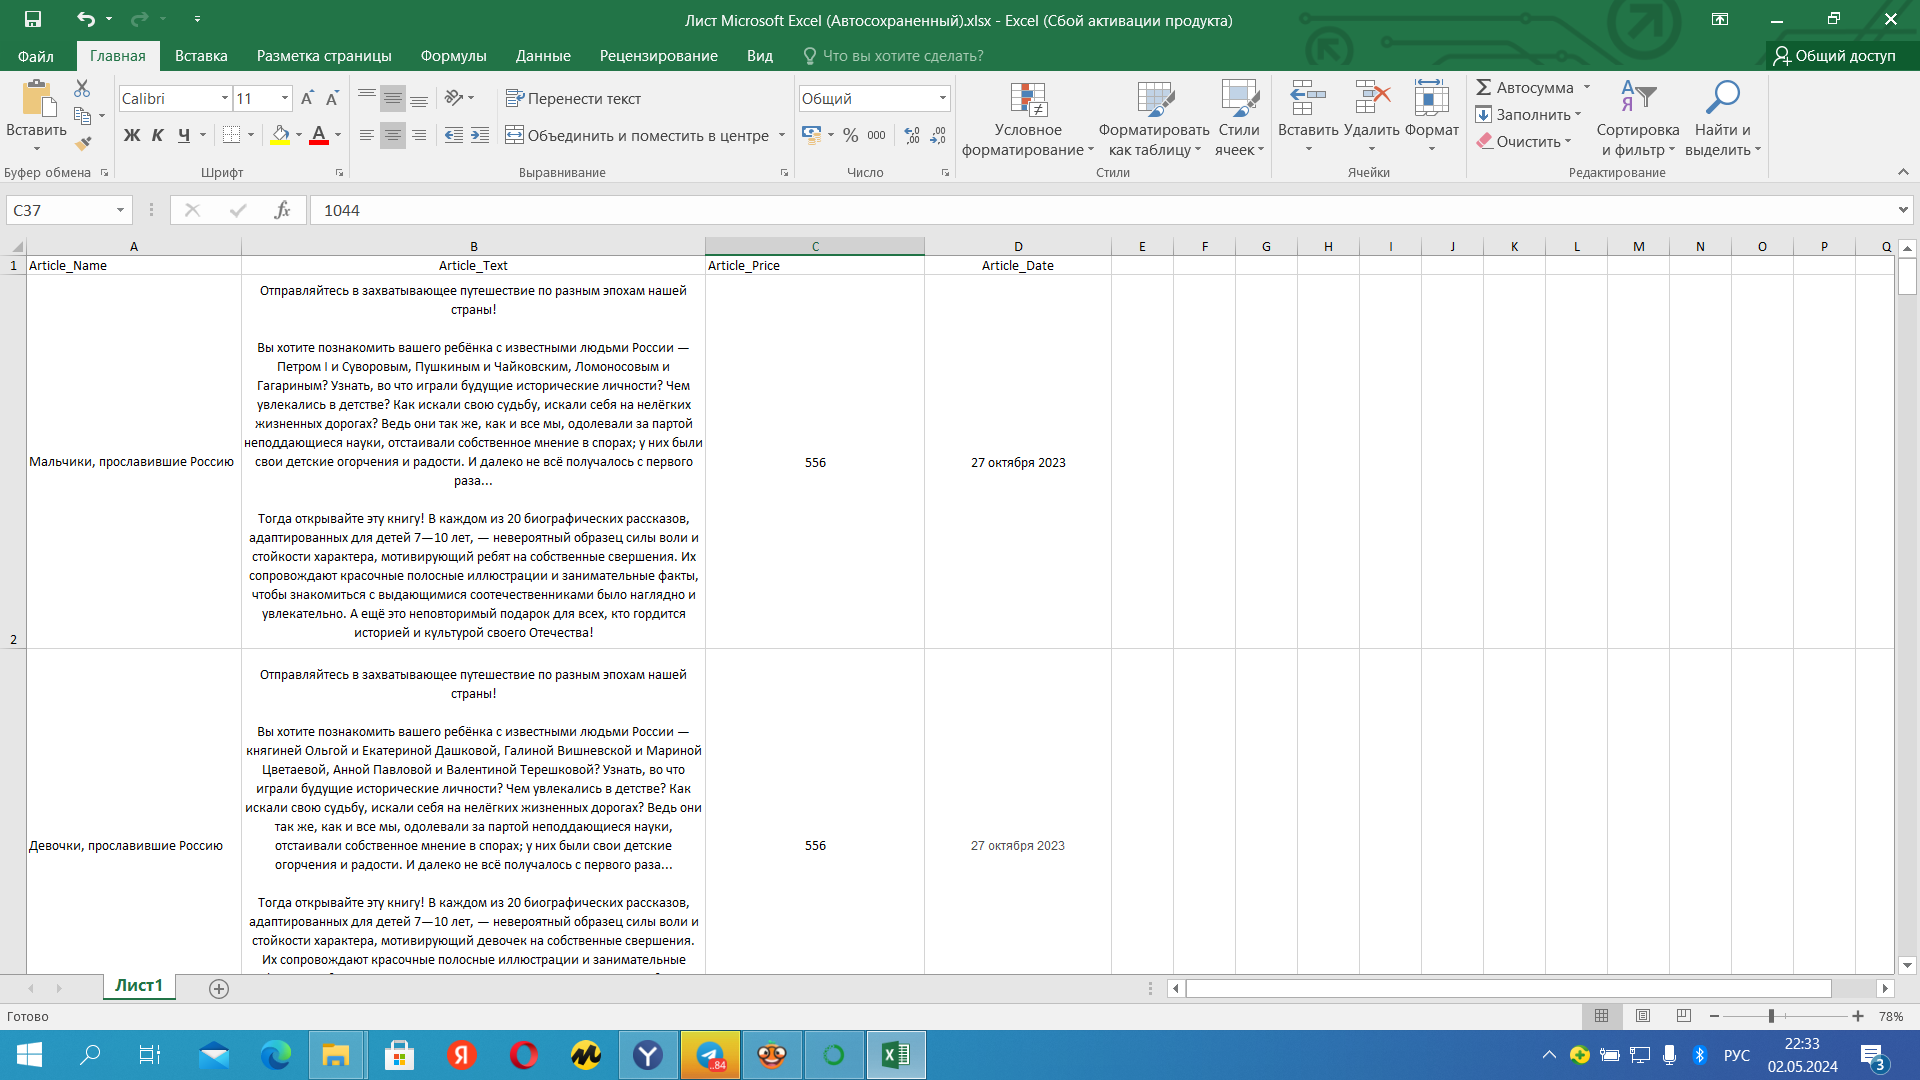 Лист Microsoft Excel (Автосохраненный).xlsx - Excel (Сбой активации продукта)
Файл Главная Вставка Разметка страницы Формулы Данные Рецензирование Вид Что вы хотите сделать? Общий доступ
Вставить
Буфер обмена
Calibri 11
Ж К Ч
Шрифт
Перенести текст
Объединить и поместить в центре
Выравнивание
Общий
% 000
Число
Условное форматирование
Форматировать как таблицу
Стили ячеек
Стили
Вставить Удалить Формат
Ячейки
Автосумма
Заполнить
Очистить
Сортировка и фильтр
Найти и выделить
Редактирование
C37 fx 1044
A B C D E F G H I J K L M N O P Q
1 Article_Name Article_Text Article_Price Article_Date
Отправляйтесь в захватывающее путешествие по разным эпохам нашей
страны!
Вы хотите познакомить вашего ребёнка с известными людьми России —
Петром I и Суворовым, Пушкиным и Чайковским, Ломоносовым и
Гагариным? Узнать, во что играли будущие исторические личности? Чем
увлекались в детстве? Как искали свою судьбу, искали себя на нелёгких
жизненных дорогах? Ведь они так же, как и все мы, одолевали за партой
неподдающиеся науки, отстаивали собственное мнение в спорах; у них были
Мальчики, прославившие Россию свои детские огорчения и радости. И далеко не всё получалось с первого 556 27 октября 2023
раза...
Тогда открывайте эту книгу! В каждом из 20 биографических рассказов,
адаптированных для детей 7—10 лет, — невероятный образец силы воли и
стойкости характера, мотивирующий ребят на собственные свершения. Их
сопровождают красочные полосные иллюстрации и занимательные факты,
чтобы знакомиться с выдающимися соотечественниками было наглядно и
увлекательно. А ещё это неповторимый подарок для всех, кто гордится
2 историей и культурой своего Отечества!
Отправляйтесь в захватывающее путешествие по разным эпохам нашей
страны!
Вы хотите познакомить вашего ребёнка с известными людьми России —
княгиней Ольгой и Екатериной Дашковой, Галиной Вишневской и Мариной
Цветаевой, Анной Павловой и Валентиной Терешковой? Узнать, во что
играли будущие исторические личности? Чем увлекались в детстве? Как
искали свою судьбу, искали себя на нелёгких жизненных дорогах? Ведь они
так же, как и все мы, одолевали за партой неподдающиеся науки,
Девочки, прославившие Россию отстаивали собственное мнение в спорах; у них были свои детские 556 27 октября 2023
огорчения и радости. И далеко не всё получалось с первого раза...
Тогда открывайте эту книгу! В каждом из 20 биографических рассказов,
адаптированных для детей 7—10 лет, — невероятный образец силы воли и
стойкости характера, мотивирующий девочек на собственные свершения.
Их сопровождают красочные полосные иллюстрации и занимательные
Лист1
Готово 78%
84
РУС 22:33
02.05.2024
3